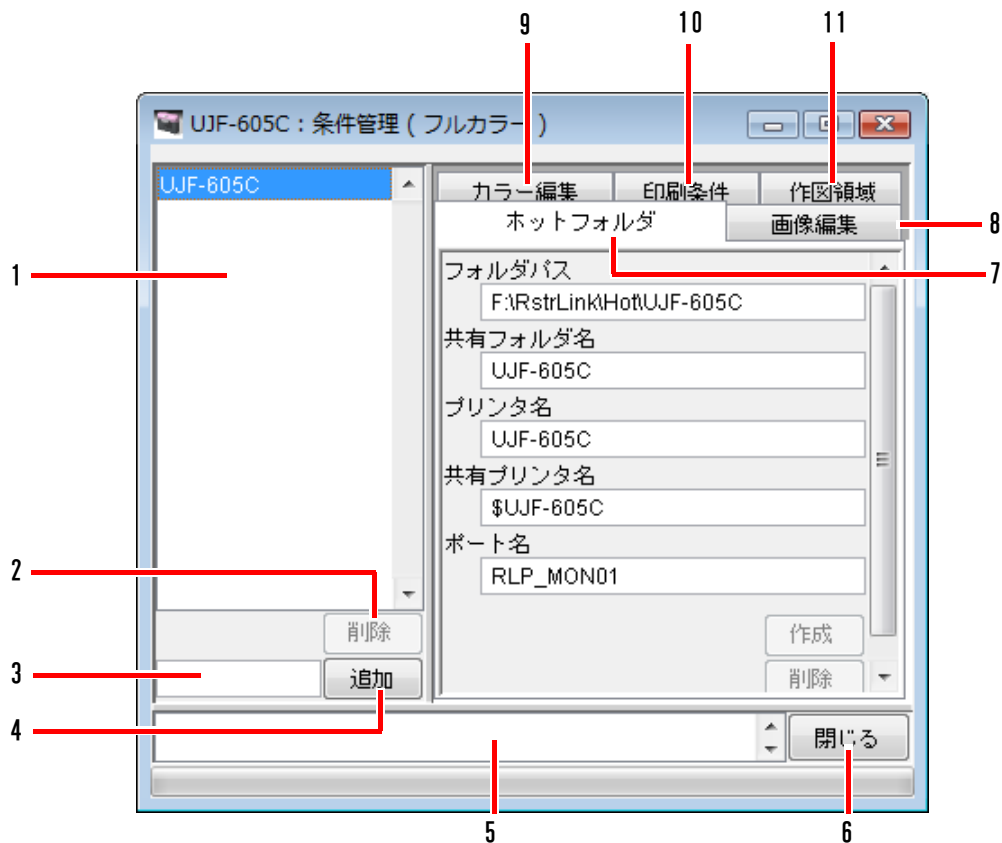 9 10 11
UJF-605C：条件管理 ( フルカラー )
UJF-605C
カラー編集 印刷条件 作図領域
ホットフォルダ 画像編集
8
7
1
フォルダパス
F:\RstrLink\Hot\UJF-605C
共有フォルダ名
UJF-605C
プリンタ名
UJF-605C
共有プリンタ名
$UJF-605C
ポート名
RLP_MON01
2
削除
作成
3
追加
削除
4
閉じる
5
6